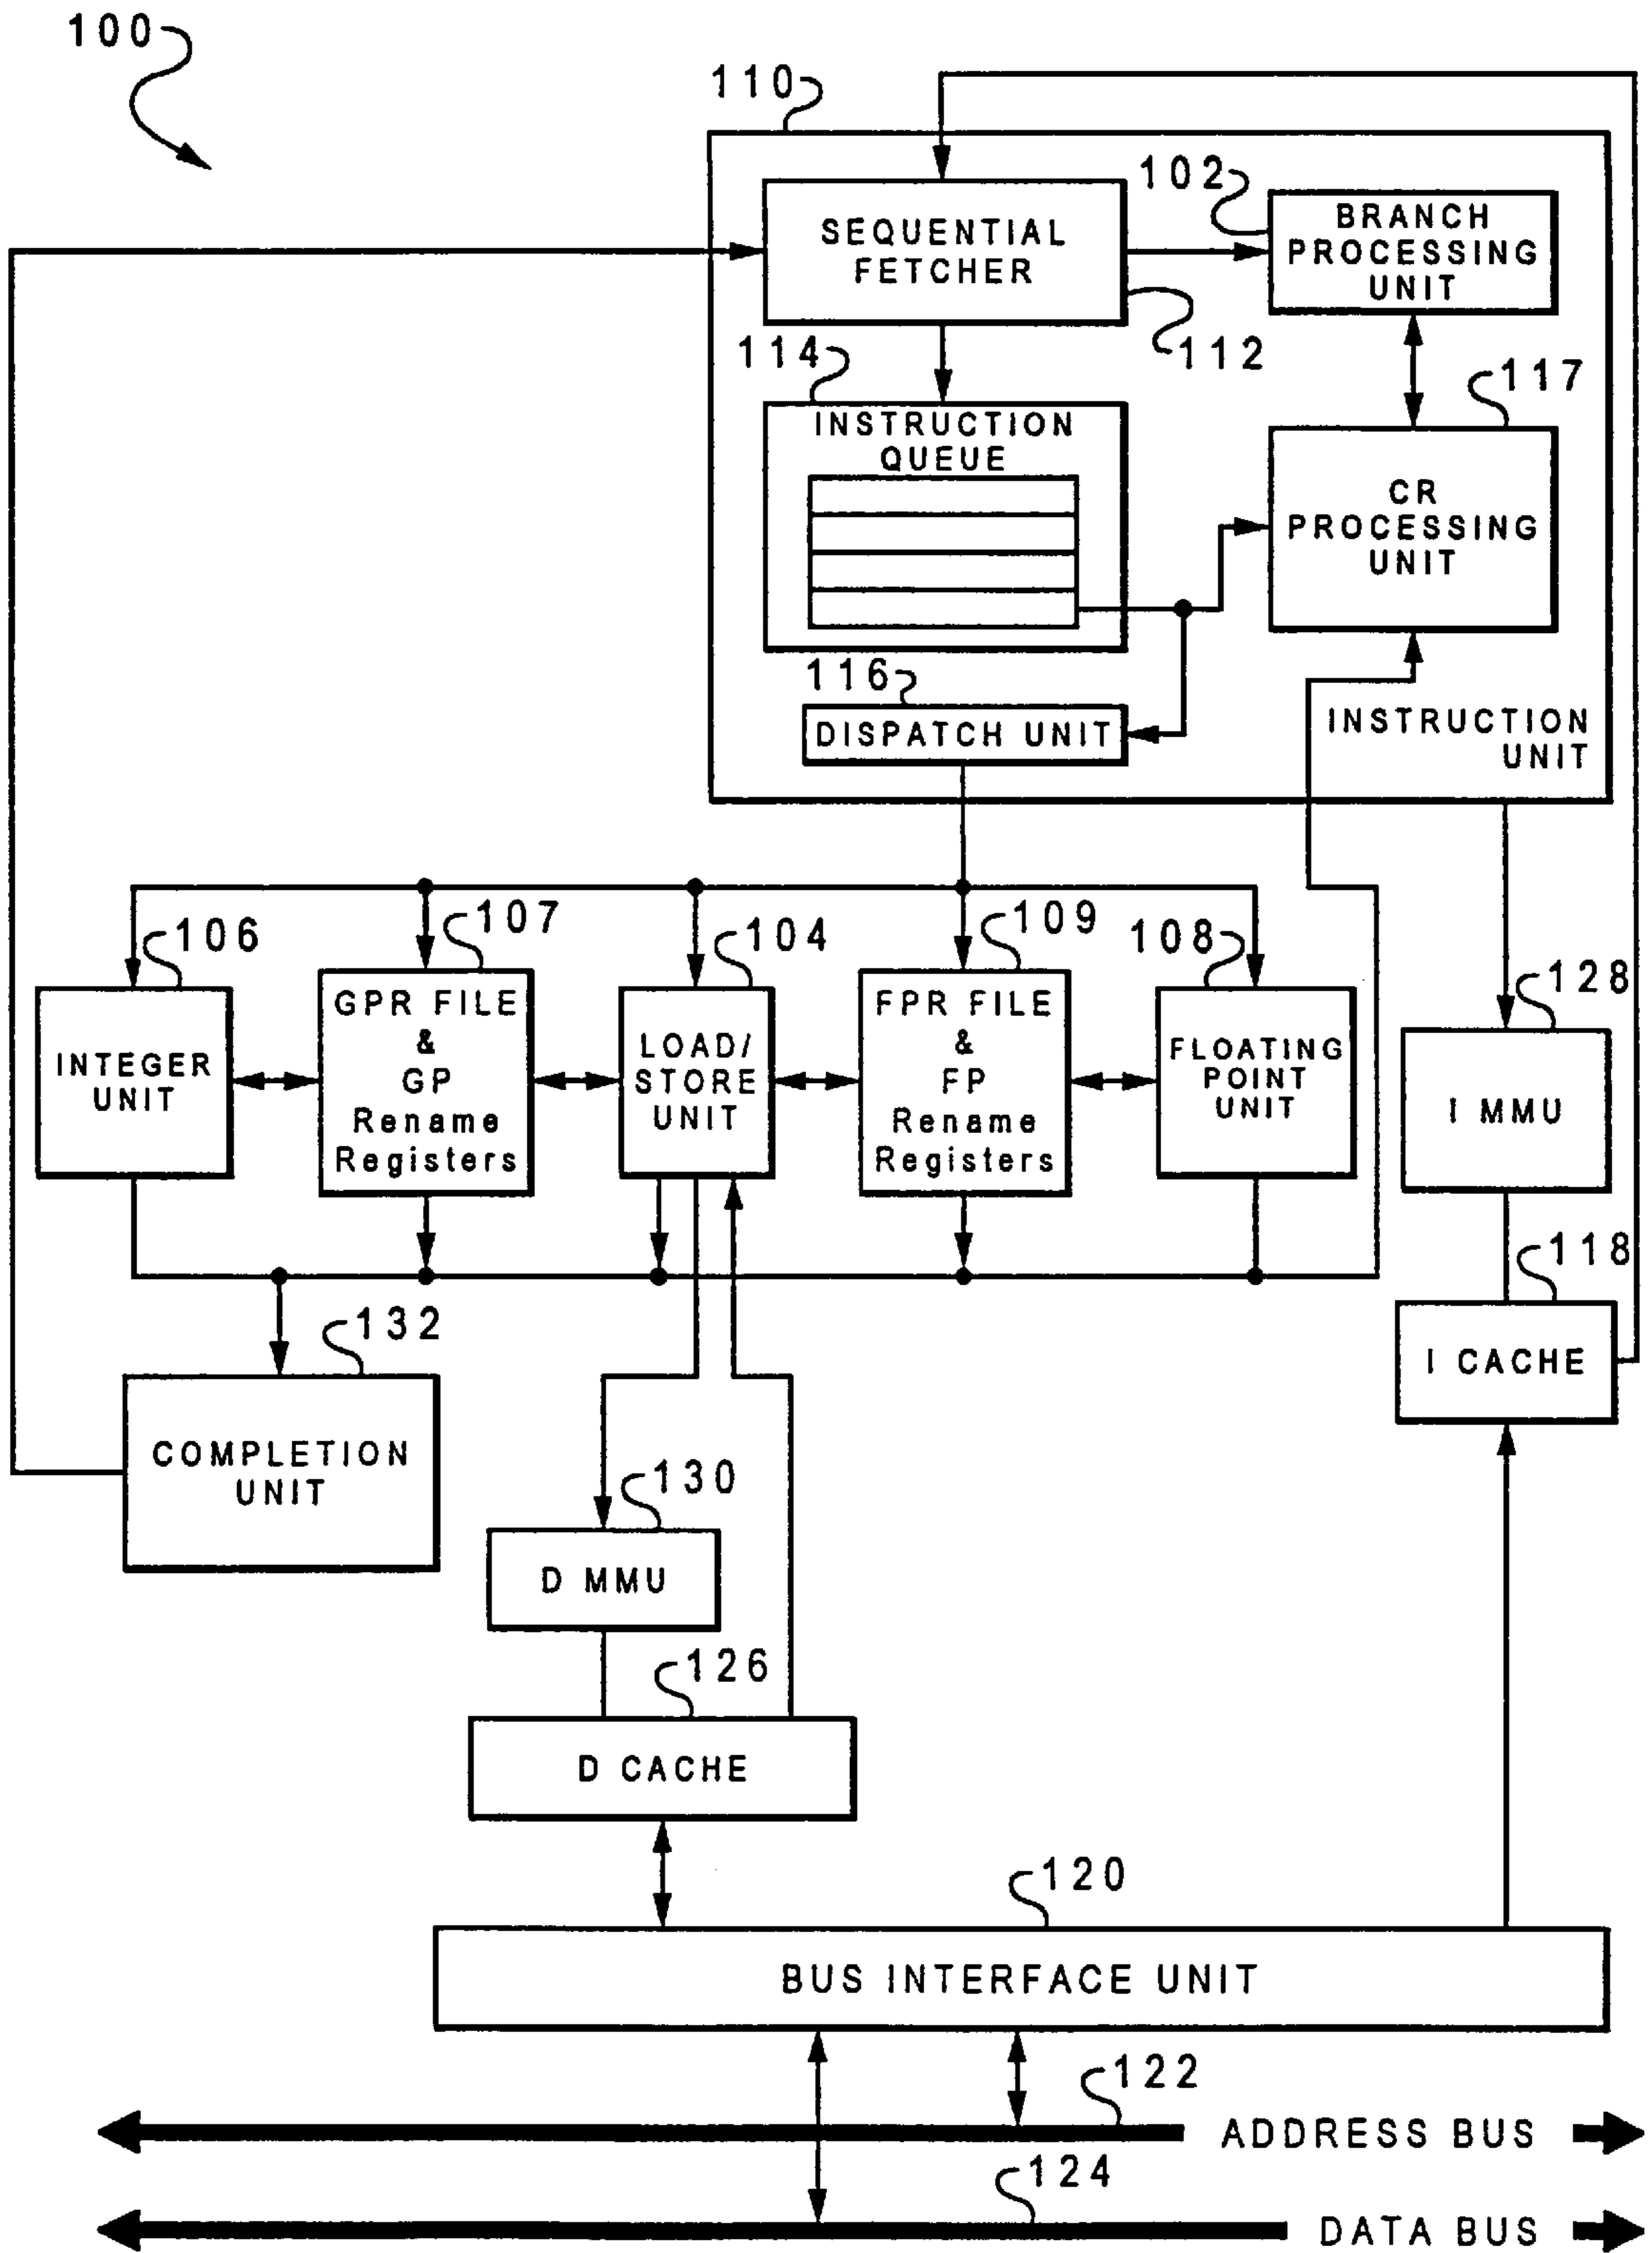 100
110
102
SEQUENTIAL
FETCHER
BRANCH
PROCESSING
UNIT
112
114
117
INSTRUCTION
QUEUE
CR
PROCESSING
UNIT
116
DISPATCH UNIT
INSTRUCTION
UNIT
106
107
104
109
108
128
INTEGER
UNIT
GPR FILE
&
GP
Rename
Registers
LOAD/
STORE
UNIT
FPR FILE
&
FP
Rename
Registers
FLOATING
POINT
UNIT
I MMU
118
132
I CACHE
COMPLETION
UNIT
130
D MMU
126
D CACHE
120
BUS INTERFACE UNIT
122
ADDRESS BUS
124
DATA BUS